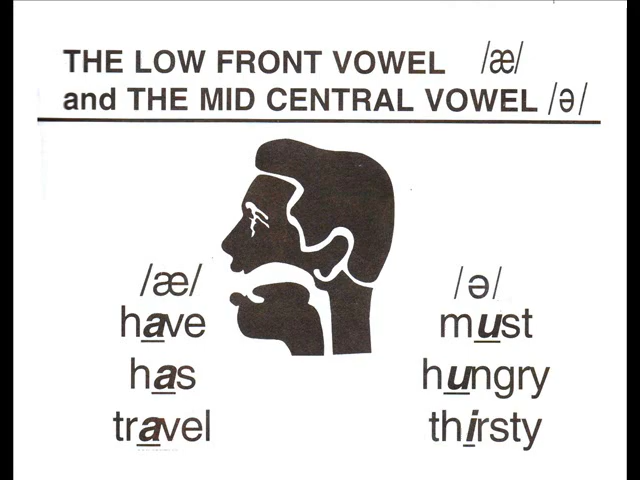 THE LOW FRONT VOWEL /æ/
and THE MID CENTRAL VOWEL /ə/
/æ/
have
has
travel
/ə/
must
hungry
thirsty